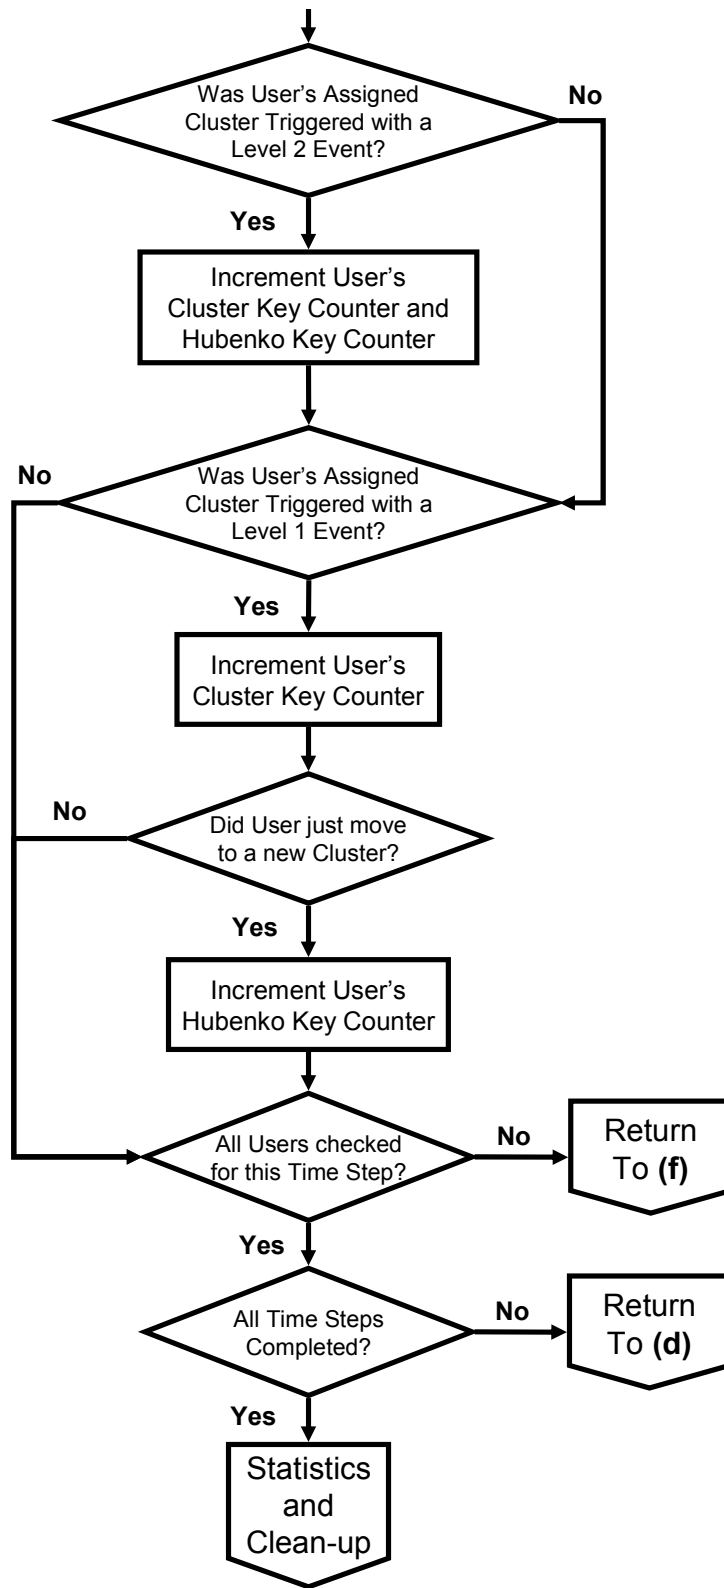 Was User's Assigned
Cluster Triggered with a
Level 2 Event?
No
Yes
Increment User's
Cluster Key Counter and
Hubenko Key Counter
No
Was User's Assigned
Cluster Triggered with a
Level 1 Event?
Yes
Increment User's
Cluster Key Counter
No
Did User just move
to a new Cluster?
Yes
Increment User's
Hubenko Key Counter
All Users checked
for this Time Step?
No
Return
To (f)
Yes
All Time Steps
Completed?
No
Return
To (d)
Yes
Statistics
and
Clean-up